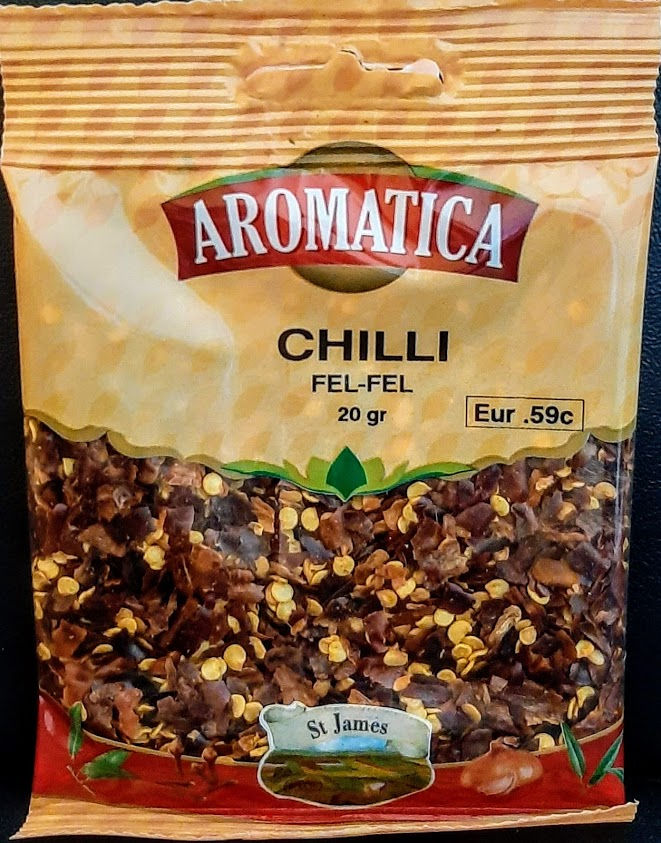 AROMATICA
CHILLI
FEL-FEL
20 gr
Eur .59c
St James